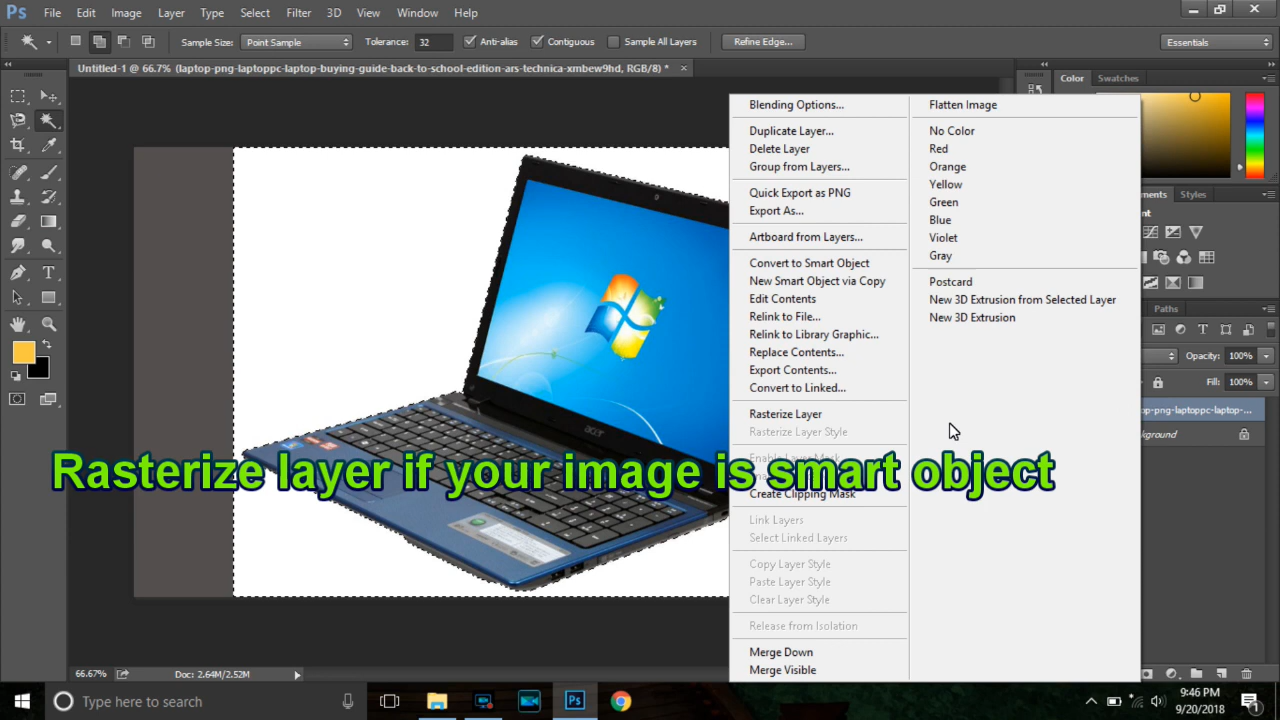 Ps File Edit Image Layer Type Select Filter 3D View Window Help
Sample Size: Point Sample Tolerance: 32 Anti-alias Contiguous Sample All Layers Refine Edge... Essentials
Untitled-1 @ 66.7% (laptop-png-laptoppc-laptop-buying-guide-back-to-school-edition-ars-technica-xmbew9hd, RGB/8) *
Color Swatches
Styles
Paths
Opacity: 100%
Fill: 100%
Blending Options...
Duplicate Layer...
Delete Layer
Group from Layers...
Quick Export as PNG
Export As...
Artboard from Layers...
Convert to Smart Object
New Smart Object via Copy
Edit Contents
Relink to File...
Relink to Library Graphic...
Replace Contents...
Export Contents...
Convert to Linked...
Rasterize Layer
Rasterize Layer Style
Enable Layer Mask
Create Clipping Mask
Link Layers
Select Linked Layers
Copy Layer Style
Paste Layer Style
Clear Layer Style
Release from Isolation
Merge Down
Merge Visible
Flatten Image
No Color
Red
Orange
Yellow
Green
Blue
Violet
Gray
Postcard
New 3D Extrusion from Selected Layer
New 3D Extrusion
acer
Rasterize layer if your image is smart object
66.67% Doc: 2.64M/2.52M
Type here to search
Ps
9:46 PM
9/20/2018
1